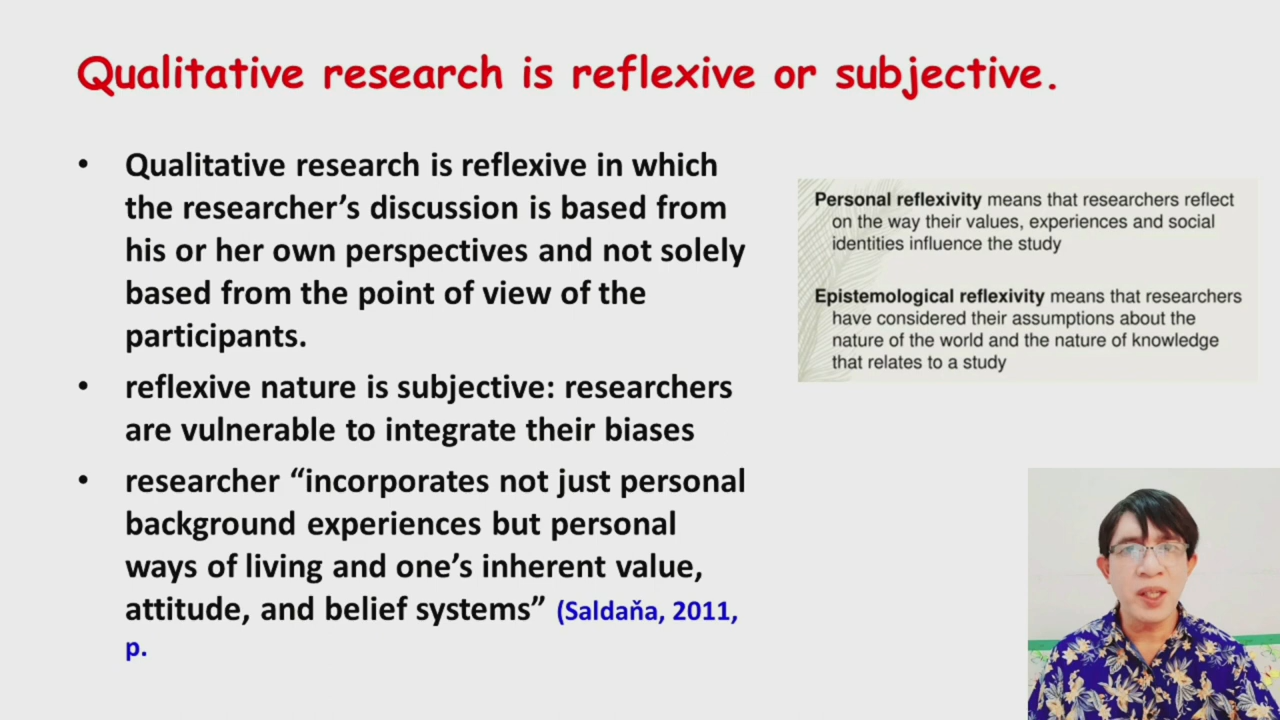 Qualitative research is reflexive or subjective.
• Qualitative research is reflexive in which
the researcher’s discussion is based from
his or her own perspectives and not solely
based from the point of view of the
participants.
• reflexive nature is subjective: researchers
are vulnerable to integrate their biases
• researcher “incorporates not just personal
background experiences but personal
ways of living and one’s inherent value,
attitude, and belief systems” (Saldaňa, 2011,
p.
Personal reflexivity means that researchers reflect
on the way their values, experiences and social
identities influence the study
Epistemological reflexivity means that researchers
have considered their assumptions about the
nature of the world and the nature of knowledge
that relates to a study